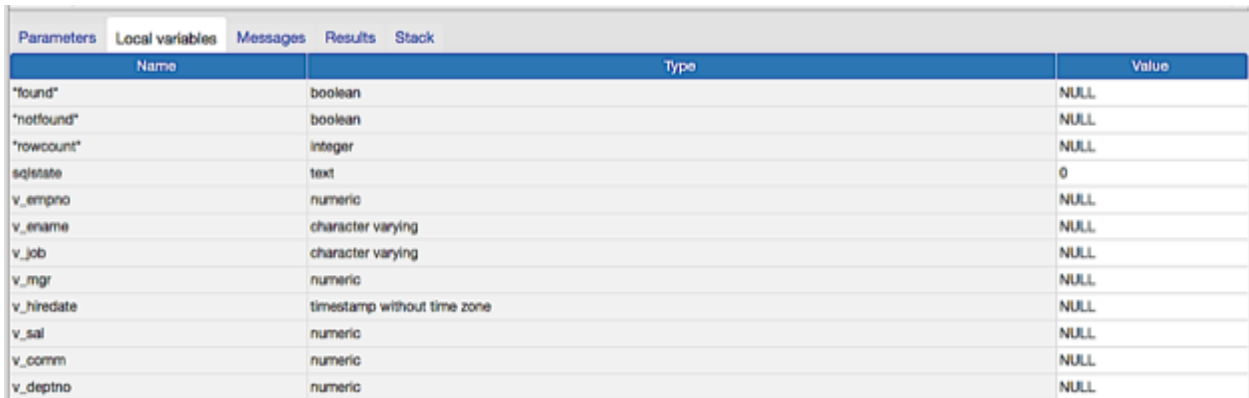 Parameters Local variables Messages Results Stack
Name Type Value
"found" boolean NULL
"notfound" boolean NULL
"rowcount" integer NULL
sqlstate text 0
v_empno numeric NULL
v_ename character varying NULL
v_job character varying NULL
v_mgr numeric NULL
v_hiredate timestamp without time zone NULL
v_sal numeric NULL
v_comm numeric NULL
v_deptno numeric NULL